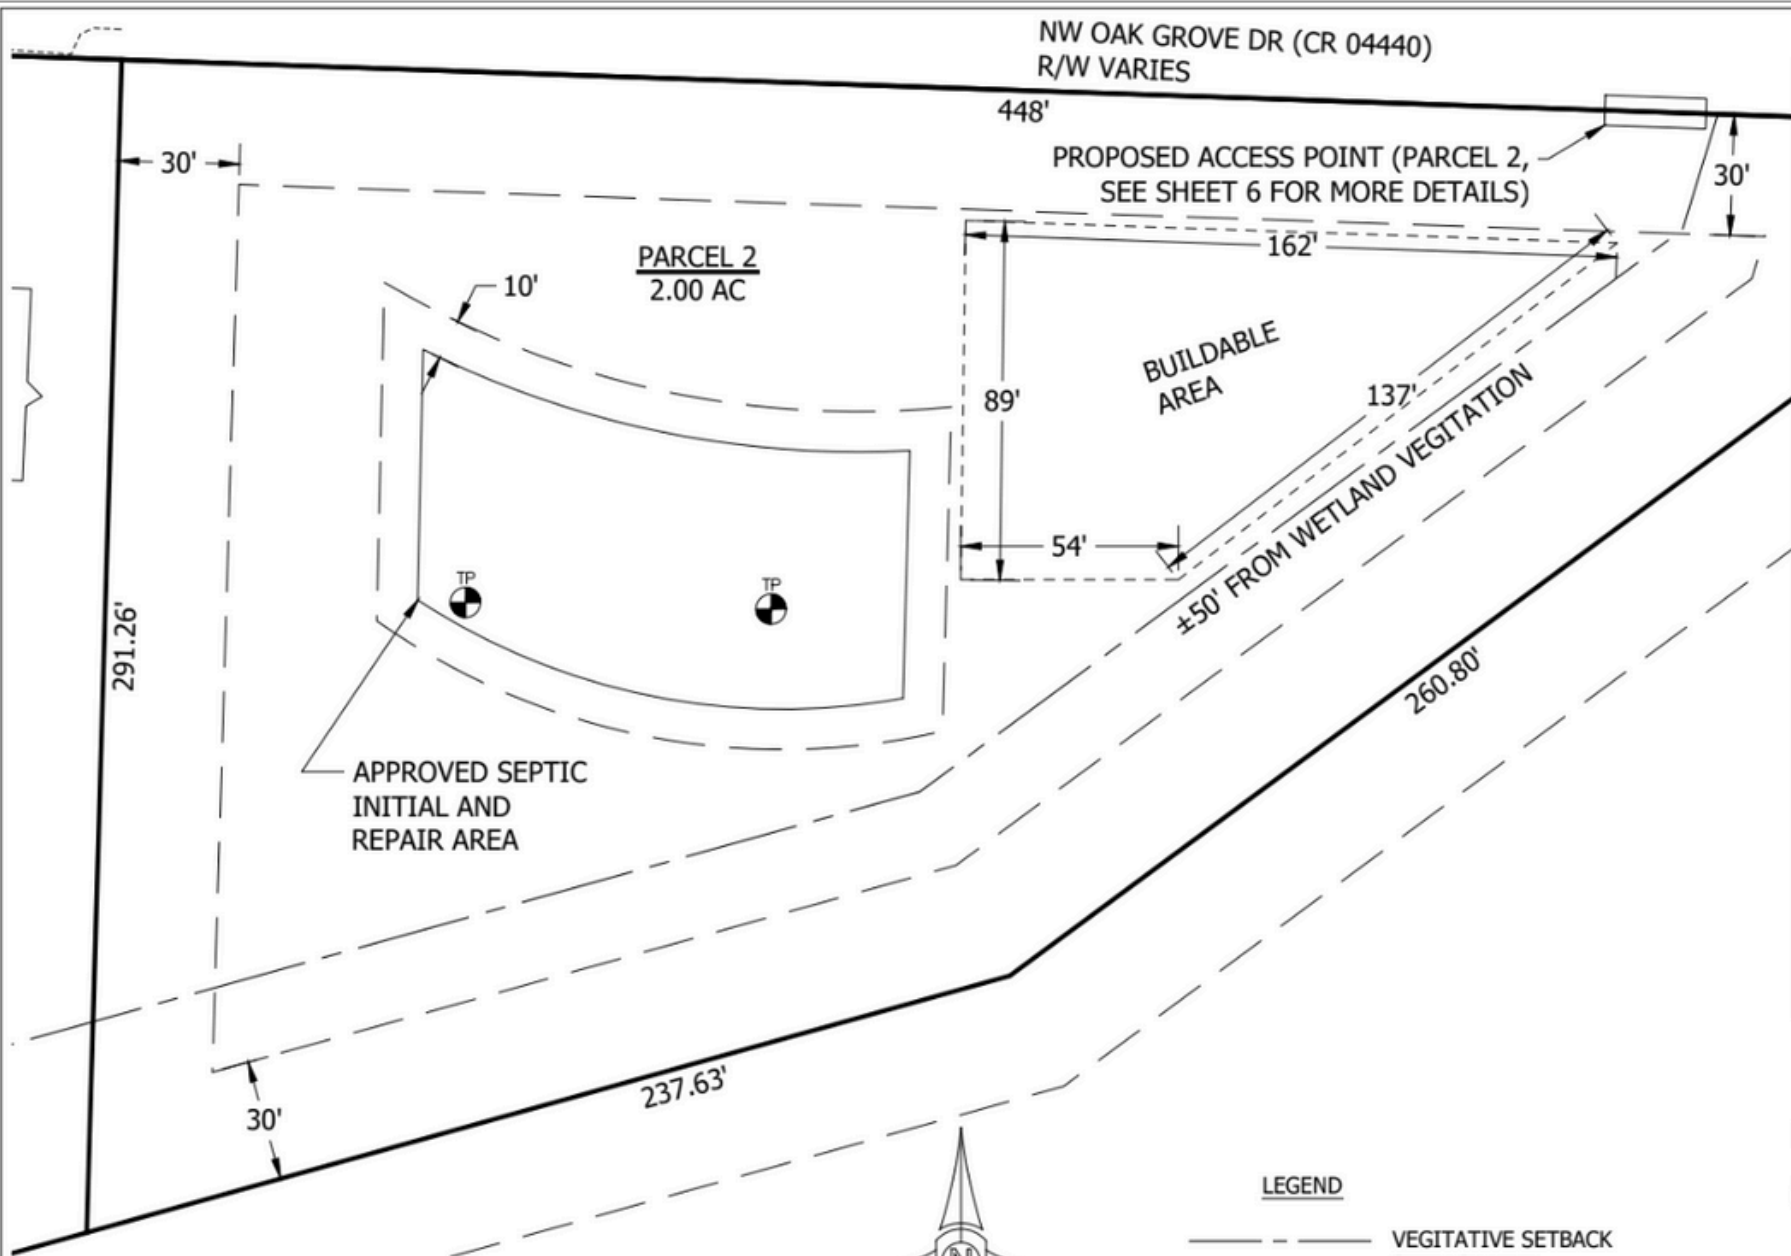 NW OAK GROVE DR (CR 04440)
R/W VARIES
448'
PROPOSED ACCESS POINT (PARCEL 2,
SEE SHEET 6 FOR MORE DETAILS)
30'
30'
162'
PARCEL 2
2.00 AC
10'
BUILDABLE
AREA
89'
137'
54'
±50' FROM WETLAND VEGITATION
TP
TP
291.26'
260.80'
APPROVED SEPTIC
INITIAL AND
REPAIR AREA
237.63'
30'
N
LEGEND
VEGITATIVE SETBACK